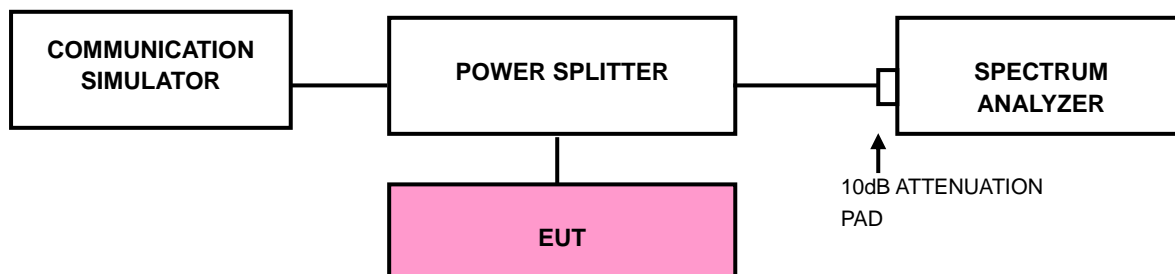 COMMUNICATION
SIMULATOR
POWER SPLITTER
SPECTRUM
ANALYZER
10dB ATTENUATION
PAD
EUT